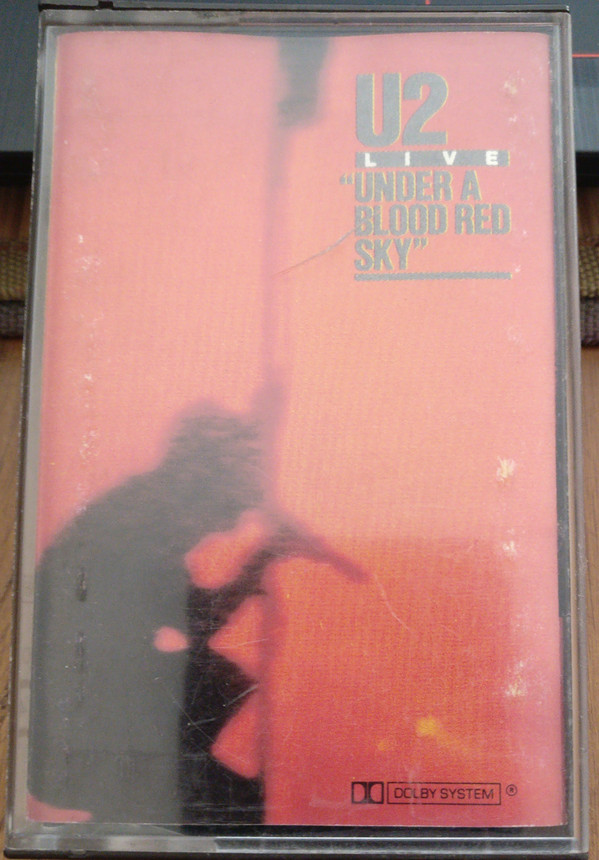 U2
LIVE
“UNDER A
BLOOD RED
SKY”
DOLBY SYSTEM ®